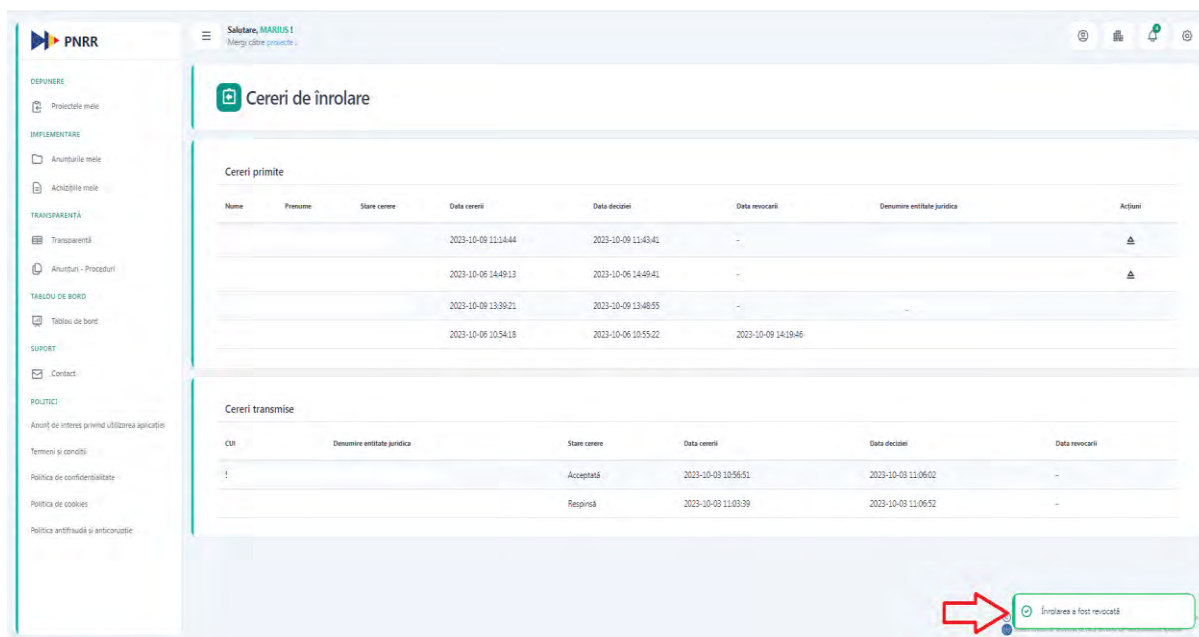 PNRR
Salutare, MARIUS !
Mergi către proiecte ↓
DEPUNERE
Proiectele mele
IMPLEMENTARE
Anunțurile mele
Achizițiile mele
TRANSPARENȚĂ
Transparență
Anunțuri - Proceduri
TABLOU DE BORD
Tablou de bord
SUPORT
Contact
POLITICI
Anunț de interes privind utilizarea aplicației
Termeni și condiții
Politica de confidențialitate
Politica de cookies
Politica antifraudă și anticorupție
Cereri de înrolare
Cereri primite
Nume Prenume Stare cerere Data cererii Data deciziei Data revocarii Denumire entitate juridica Acțiuni
2023-10-09 11:14:44 2023-10-09 11:43:41 -
2023-10-06 14:49:13 2023-10-06 14:49:41 -
2023-10-09 13:39:21 2023-10-09 13:48:55 -
2023-10-06 10:54:18 2023-10-06 10:55:22 2023-10-09 14:19:46
Cereri transmise
CUI Denumire entitate juridica Stare cerere Data cererii Data deciziei Data revocarii
Acceptată 2023-10-03 10:56:51 2023-10-03 11:06:02 -
Respinsă 2023-10-03 11:03:39 2023-10-03 11:06:52 -
Înrolarea a fost revocată